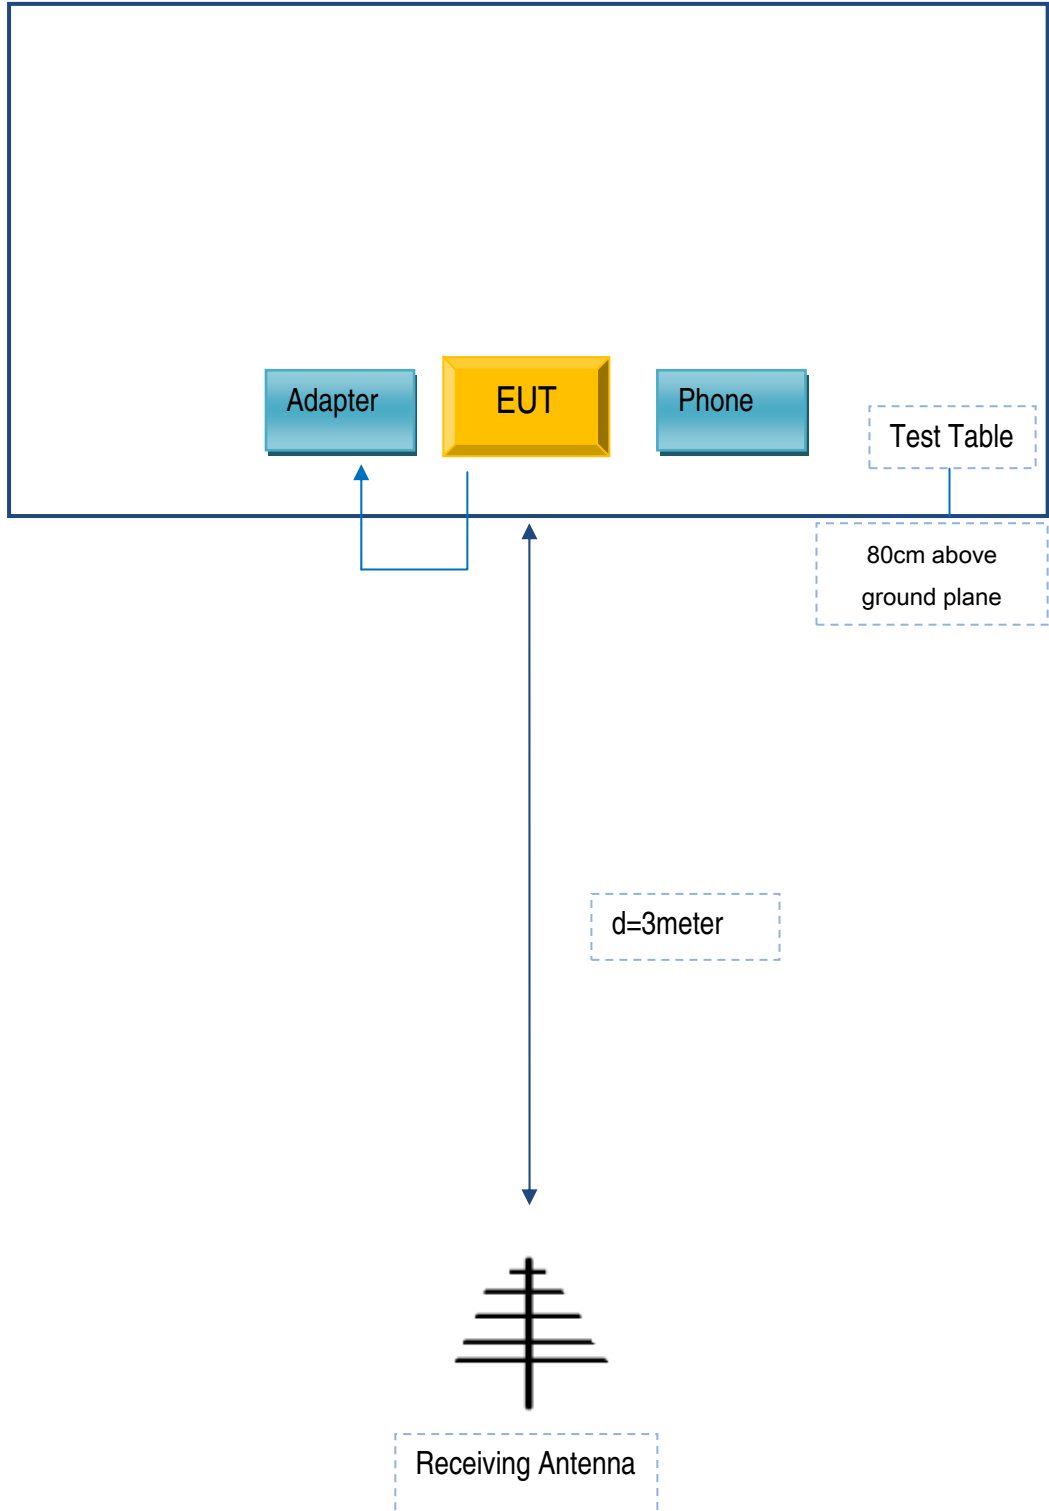 Adapter
EUT
Phone
Test Table
80cm above
ground plane
d=3meter
Receiving Antenna